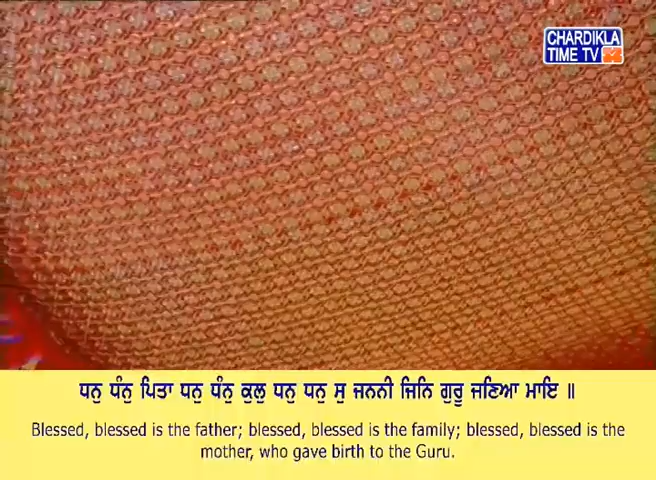 CHARDIKLA
TIME TV
ਧਨੁ ਧੰਨੁ ਪਿਤਾ ਧਨੁ ਧੰਨੁ ਕੁਲੁ ਧਨੁ ਧਨੁ ਸੁ ਜਨਨੀ ਜਿਨਿ ਗੁਰੂ ਜਣਿਆ ਮਾਇ ॥
Blessed, blessed is the father; blessed, blessed is the family; blessed, blessed is the
mother, who gave birth to the Guru.